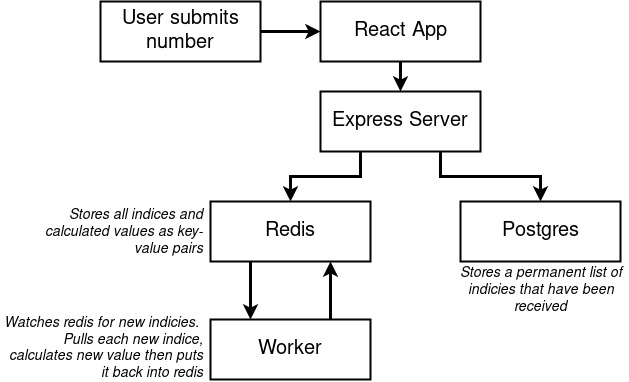 User submits
number
React App
Express Server
Stores all indices and
calculated values as key-
value pairs
Redis
Postgres
Stores a permanent list of
indicies that have been
received
Watches redis for new indicies.
Pulls each new indice,
calculates new value then puts
it back into redis
Worker